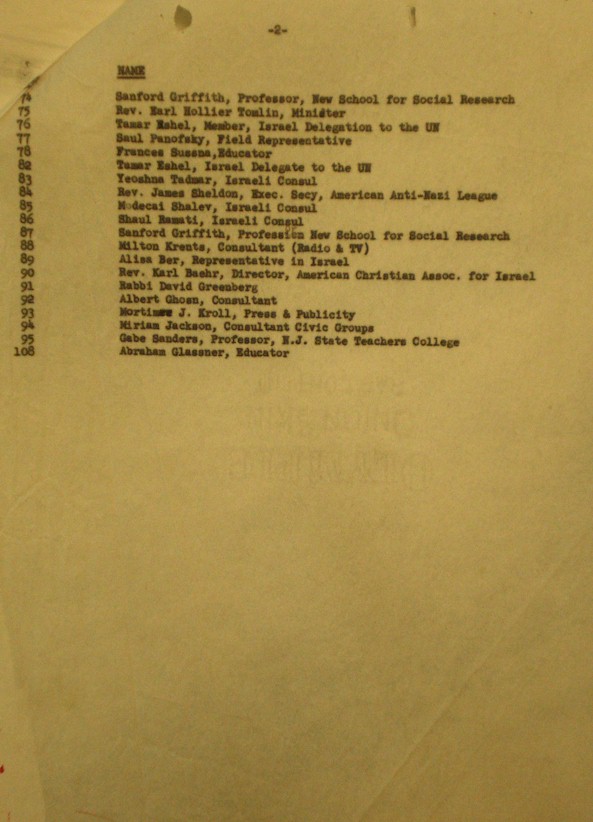 -2-
NAME
74 Sanford Griffith, Professor, New School for Social Research
75 Rev. Earl Hollier Tomlin, Minister
76 Tamar Eshel, Member, Israel Delegation to the UN
77 Saul Panofsky, Field Representative
78 Frances Sussna,Educator
82 Tamar Eshel, Israel Delegate to the UN
83 Yeoshna Tadmar, Israeli Consul
84 Rev. James Sheldon, Exec. Secy, American Anti-Nazi League
85 Modecai Shalev, Israeli Consul
86 Shaul Ramati, Israeli Consul
87 Sanford Griffith, Profession New School for Social Research
88 Milton Krents, Consultant (Radio & TV)
89 Alisa Ber, Representative in Israel
90 Rev. Karl Baehr, Director, American Christian Assoc. for Israel
91 Rabbi David Greenberg
92 Albert Ghosn, Consultant
93 Mortimer J. Kroll, Press & Publicity
94 Miriam Jackson, Consultant Civic Groups
95 Gabe Sanders, Professor, N.J. State Teachers College
108 Abraham Glassner, Educator